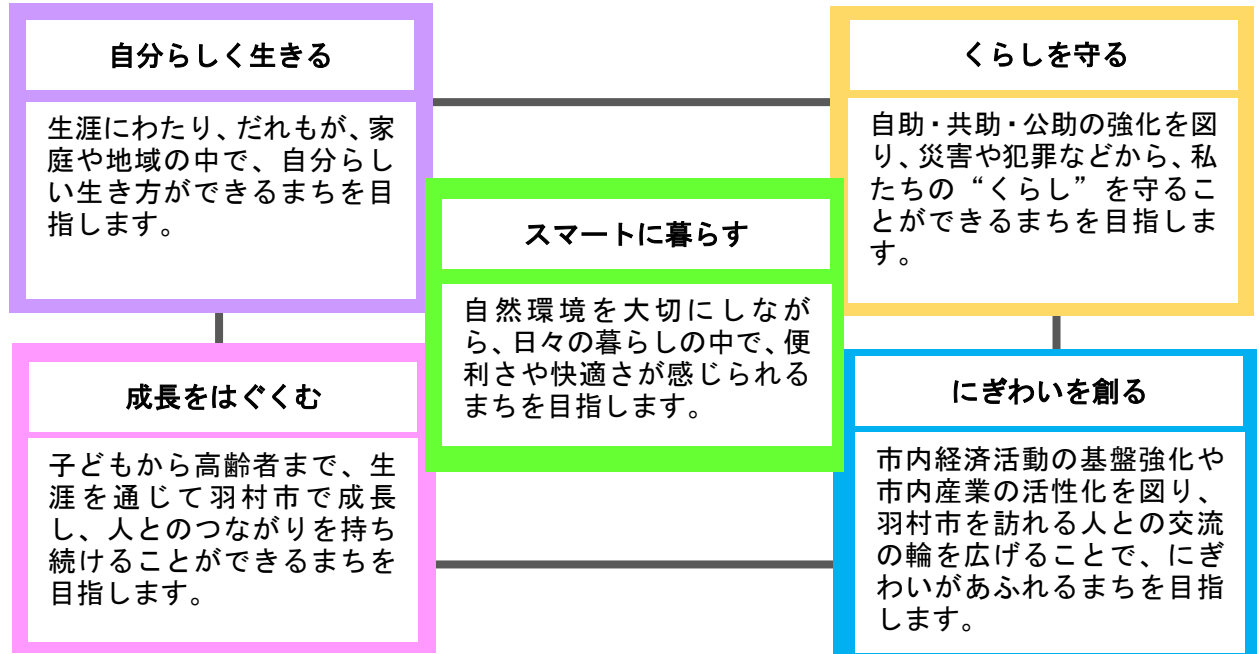 自分らしく生きる
生涯にわたり、だれもが、家
庭や地域の中で、自分らし
い生き方ができるまちを目
指します。
くらしを守る
自助・共助・公助の強化を図
り、災害や犯罪などから、私
たちの“くらし”を守るこ
とができるまちを目指しま
す。
スマートに暮らす
自然環境を大切にしなが
ら、日々の暮らしの中で、便
利さや快適さが感じられる
まちを目指します。
成長をはぐくむ
子どもから高齢者まで、生
涯を通じて羽村市で成長
し、人とのつながりを持ち
続けることができるまちを
目指します。
にぎわいを創る
市内経済活動の基盤強化や
市内産業の活性化を図り、
羽村市を訪れる人との交流
の輪を広げることで、にぎ
わいがあふれるまちを目指
します。